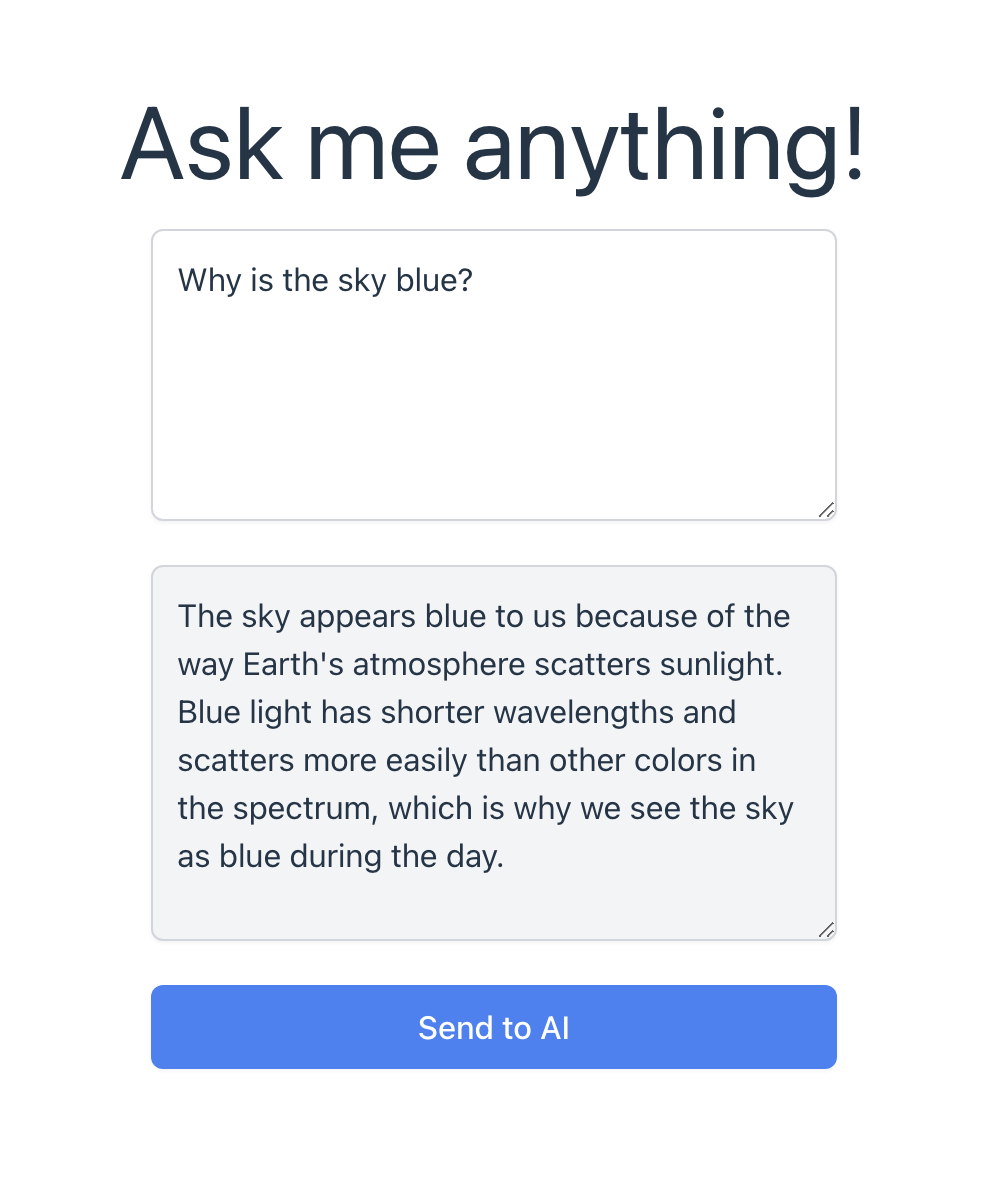 Ask me anything!
Why is the sky blue?
The sky appears blue to us because of the
way Earth's atmosphere scatters sunlight.
Blue light has shorter wavelengths and
scatters more easily than other colors in
the spectrum, which is why we see the sky
as blue during the day.
Send to AI